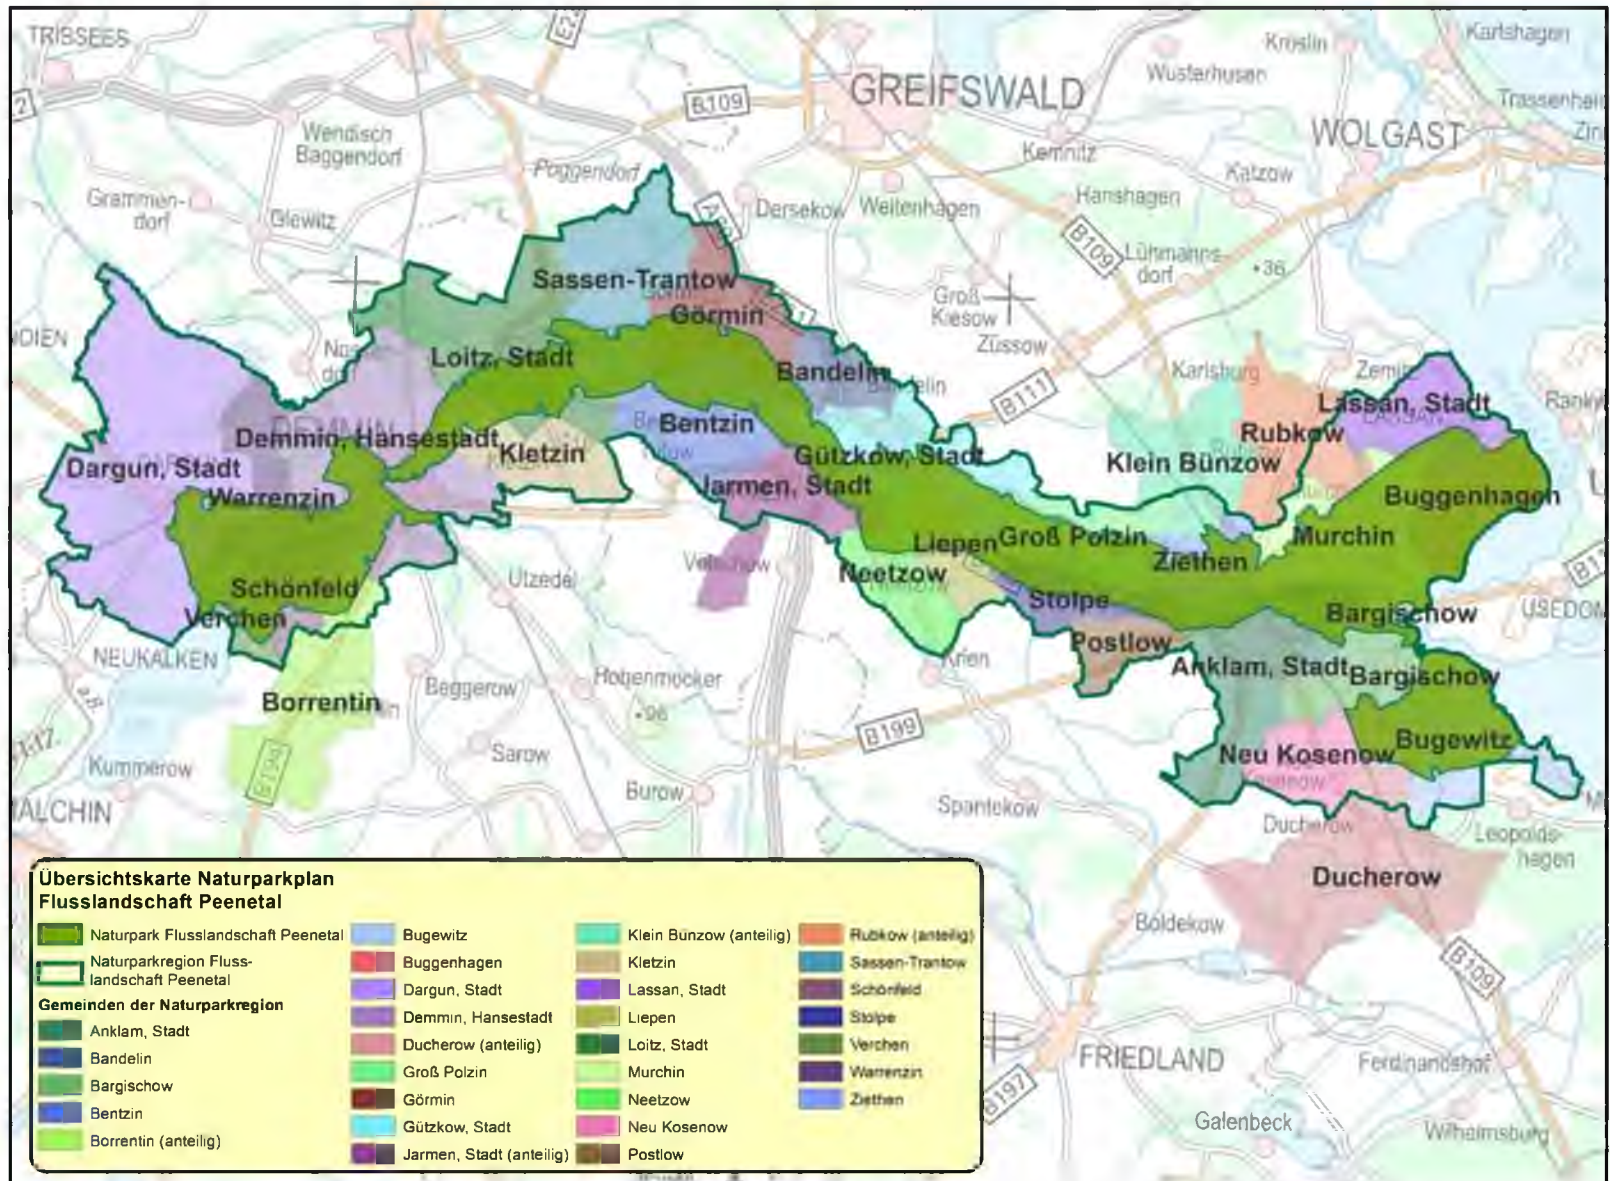 TRIBSEES
E2
B109
GREIFSWALD
Kröslin
Karlshagen
Wusterhusen
Trassenhei
Zin
WOLGAST
Wendisch
Baggendorf
Poggendorf
Kemnitz
Katzow
Grammen-
dorf
Glewitz
Dersekow
Weitenhagen
Hanshagen
B109
Lühmanns-
dorf
36
Sassen-Trantow
Görmin
Groß
Kiesow
Züssow
Loitz, Stadt
Bandelin
Karlsburg
B111
Lassan, Stadt
Demmin, Hansestadt
Kletzin
Bentzin
Rubkow
Dargun, Stadt
Gützkow, Stadt
Klein Bünzow
Warrenzin
Jarmen, Stadt
Buggenhagen
Liepen
Groß Polzin
Murchin
Ziethen
Neetzow
Utzedel
Schönfeld
Stolpe
Bargischow
USEDOM
Verchen
Postlow
NEUKALKEN
Krien
Anklam, Stadt
Bargischow
Beggerow
Hohenmocker
Borrentin
96
B199
Neu Kosenow
Bugewitz
Sarow
Kummerow
B194
Burow
Spantekow
Ducherow
Leopolds-
hagen
Ducherow
Boldekow
B109
FRIEDLAND
Ferdinandshof
B197
Galenbeck
Wilhelmsburg
Übersichtskarte Naturparkplan
Flusslandschaft Peenetal
Naturpark Flusslandschaft Peenetal
Naturparkregion Fluss-
landschaft Peenetal
Gemeinden der Naturparkregion
Anklam, Stadt
Bandelin
Bargischow
Bentzin
Borrentin (anteilig)
Bugewitz
Buggenhagen
Dargun, Stadt
Demmin, Hansestadt
Ducherow (anteilig)
Groß Polzin
Görmin
Gützkow, Stadt
Jarmen, Stadt (anteilig)
Klein Bünzow (anteilig)
Kletzin
Lassan, Stadt
Liepen
Loitz, Stadt
Murchin
Neetzow
Neu Kosenow
Postlow
Rubkow (anteilig)
Sassen-Trantow
Schönfeld
Stolpe
Verchen
Warrenzin
Ziethen